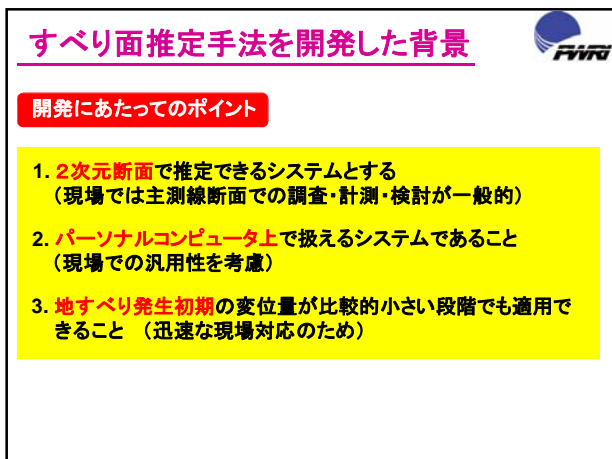 すべり面推定手法を開発した背景
PWRI
開発にあたってのポイント
1. 2次元断面で推定できるシステムとする
（現場では主測線断面での調査・計測・検討が一般的）
2. パーソナルコンピュータ上で扱えるシステムであること
（現場での汎用性を考慮）
3. 地すべり発生初期の変位量が比較的小さい段階でも適用で
きること　（迅速な現場対応のため）